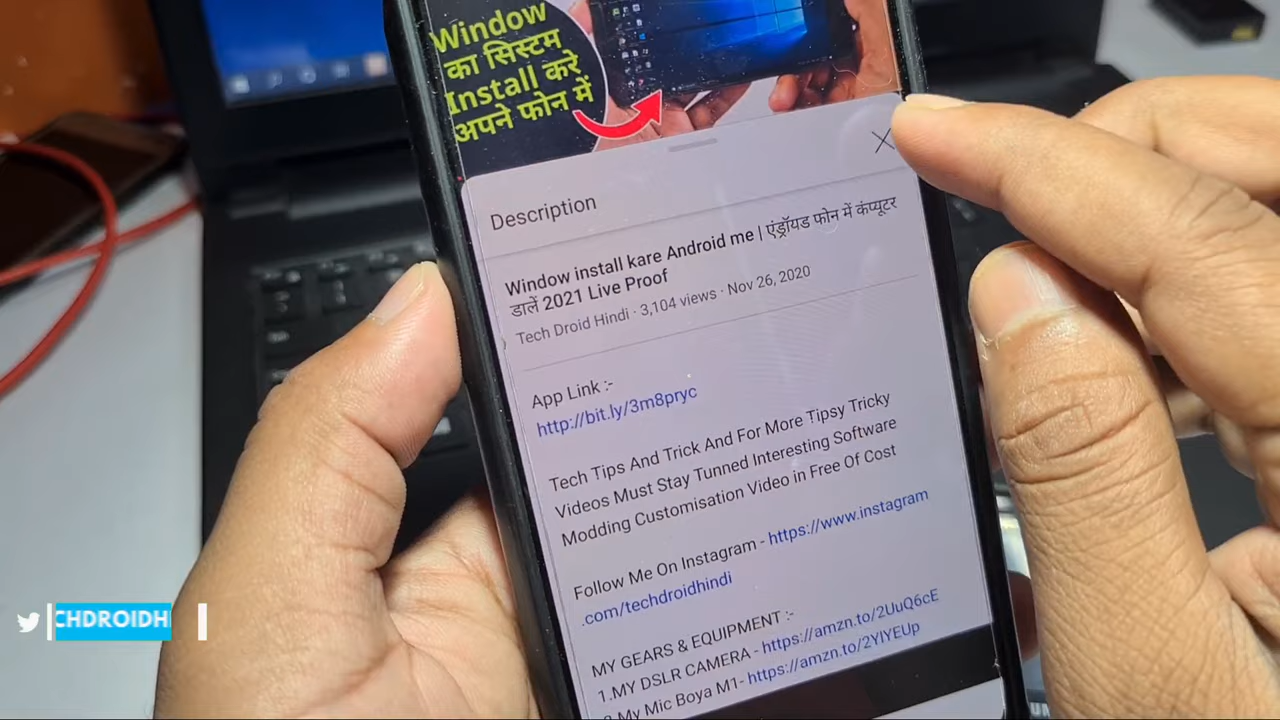 Window
का सिस्टम
Install करे
अपने फोन में
Description
Window install kare Android me | एंड्रॉयड फोन में कंप्यूटर
डालें 2021 Live Proof
Tech Droid Hindi · 3,104 views · Nov 26, 2020
App Link :-
http://bit.ly/3m8pryc
Tech Tips And Trick And For More Tipsy Tricky
Videos Must Stay Tunned Interesting Software
Modding Customisation Video in Free Of Cost
Follow Me On Instagram - https://www.instagram
.com/techdroidhindi
MY GEARS & EQUIPMENT :-
1.MY DSLR CAMERA - https://amzn.to/2UuQ6cE
2.My Mic Boya M1- https://amzn.to/2YIYEUp
CHDROIDH